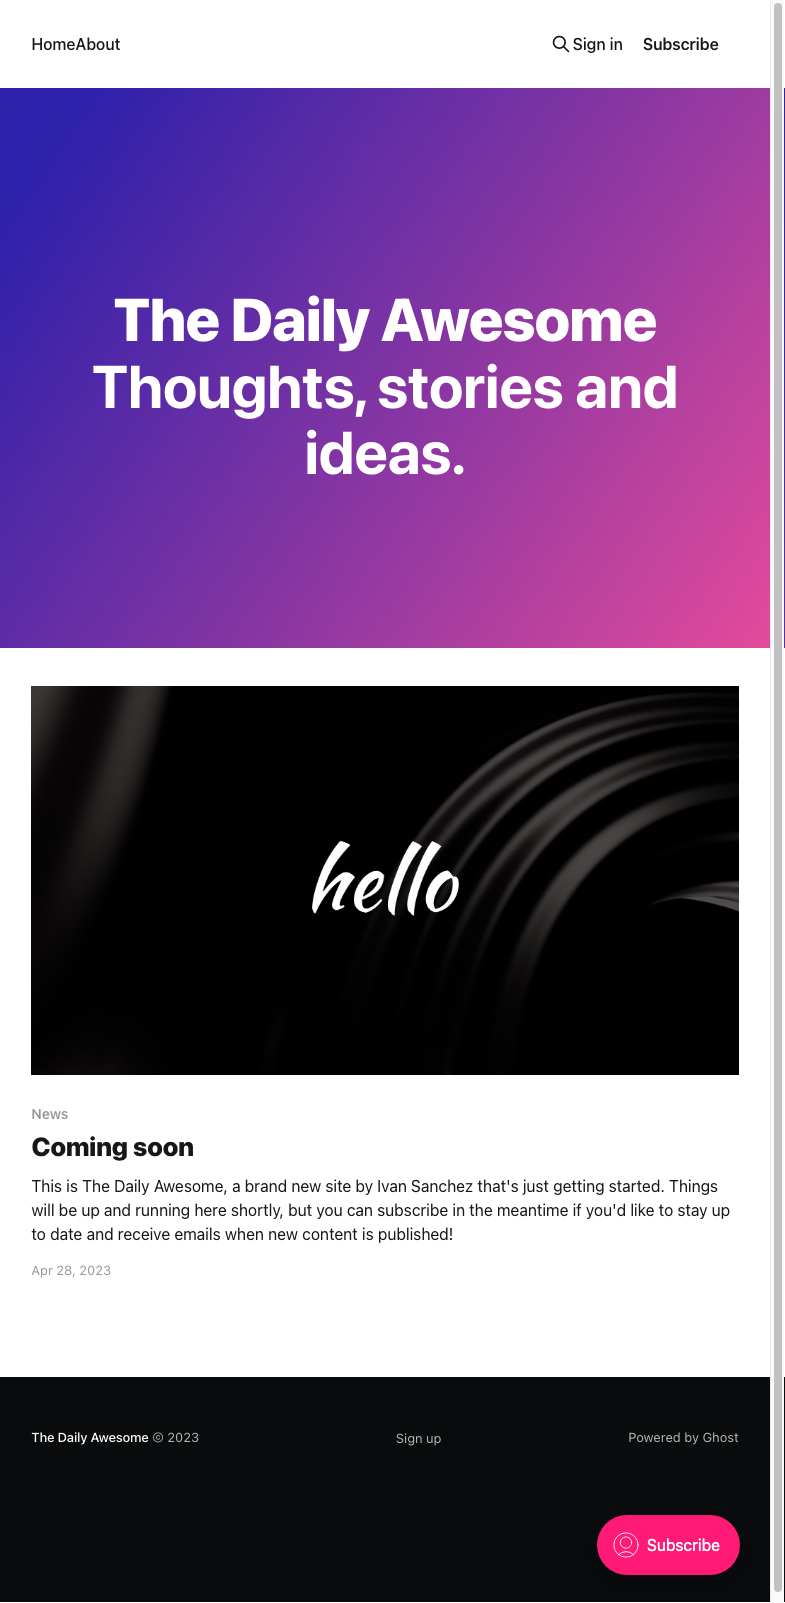 HomeAbout Sign in Subscribe
The Daily Awesome
Thoughts, stories and
ideas.
hello
News
Coming soon
This is The Daily Awesome, a brand new site by Ivan Sanchez that's just getting started. Things
will be up and running here shortly, but you can subscribe in the meantime if you'd like to stay up
to date and receive emails when new content is published!
Apr 28, 2023
The Daily Awesome © 2023 Sign up Powered by Ghost
Subscribe